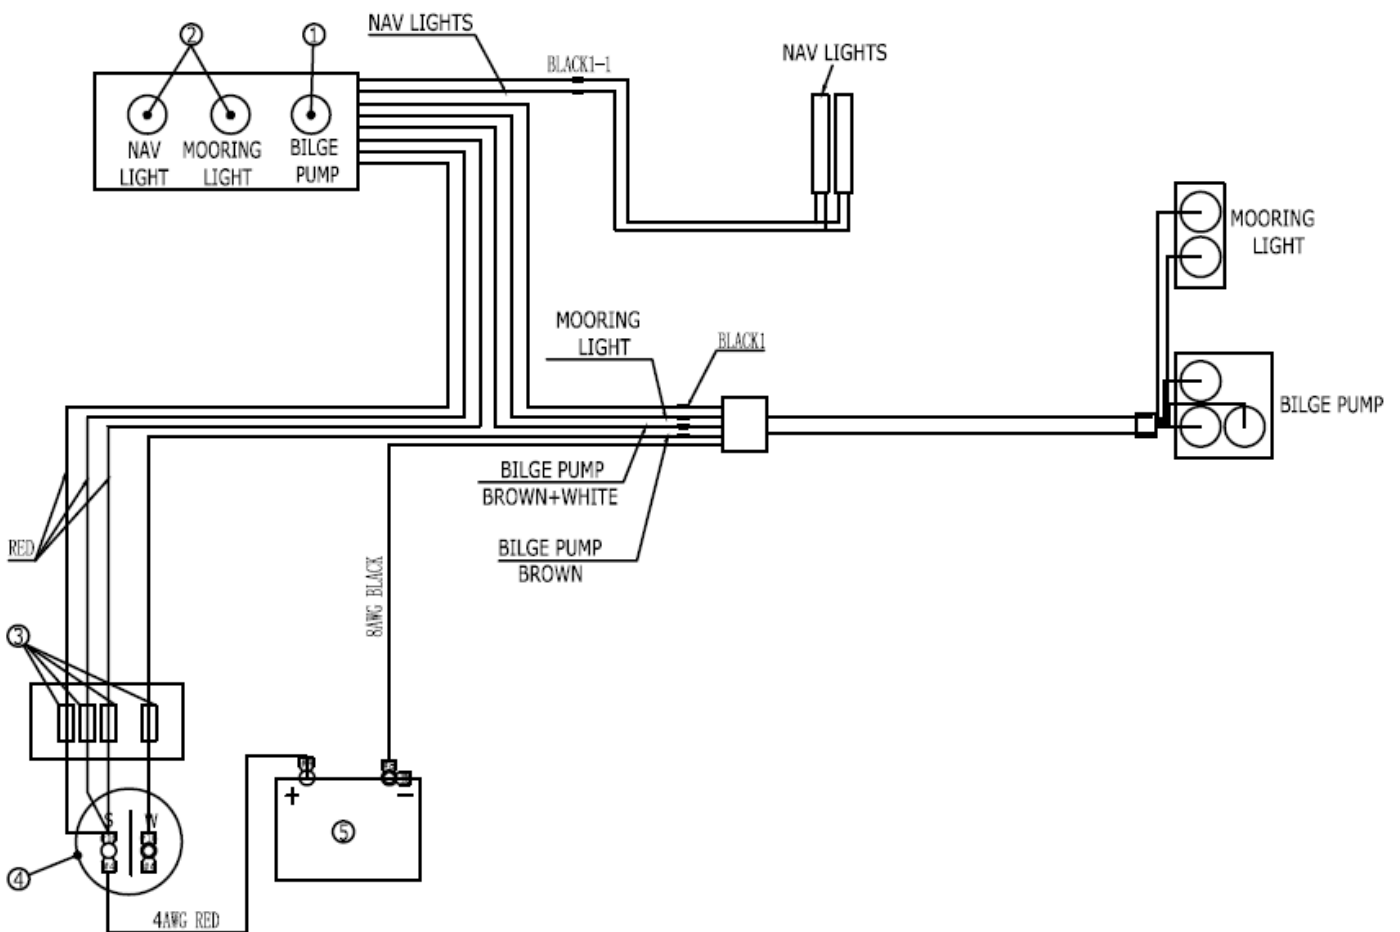 ② ① NAV LIGHTS
BLACK1-1
NAV LIGHTS
NAV
LIGHT
MOORING
LIGHT
BILGE
PUMP
MOORING
LIGHT
MOORING
LIGHT
BLACK1
BILGE PUMP
BILGE PUMP
BROWN+WHITE
BILGE PUMP
BROWN
RED
8AWG BLACK
③
S W
+ −
⑤
④
4AWG RED